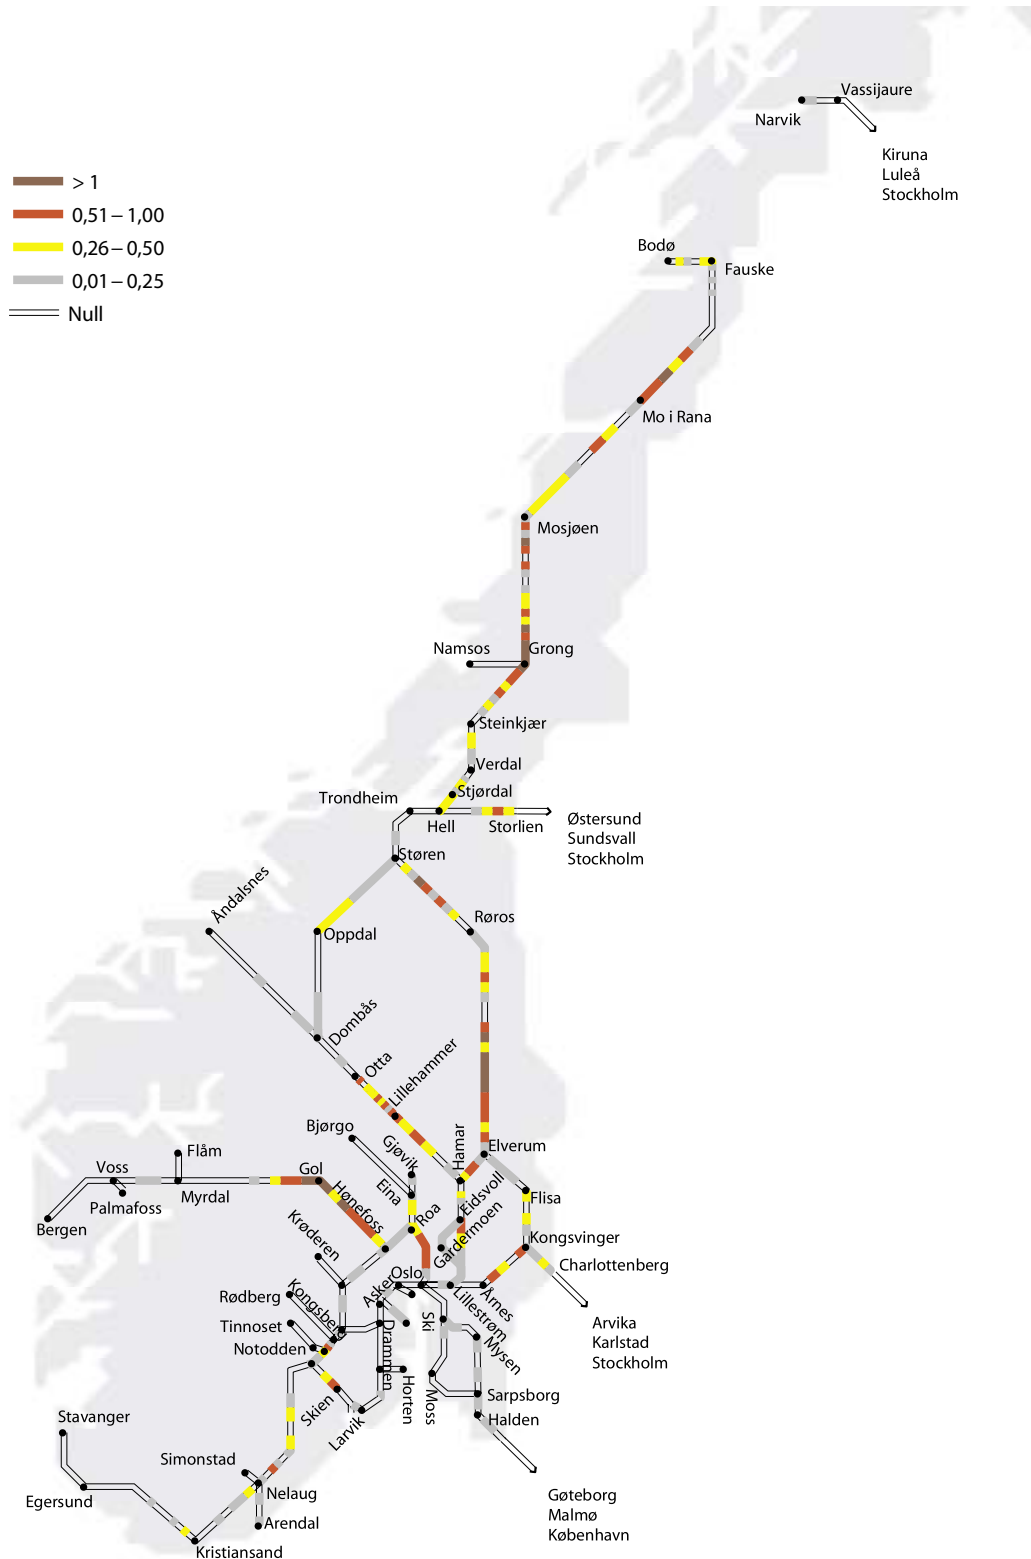 Vassijaure
Narvik
Kiruna
Luleå
Stockholm
> 1
0,51 – 1,00
0,26 – 0,50
0,01 – 0,25
Null
Bodø
Fauske
Mo i Rana
Mosjøen
Namsos
Grong
Steinkjær
Verdal
Stjørdal
Trondheim
Hell
Storlien
Østersund
Sundsvall
Stockholm
Støren
Åndalsnes
Røros
Oppdal
Dombås
Otta
Lillehammer
Bjørgo
Gjøvik
Hamar
Elverum
Flåm
Voss
Gol
Eina
Eidsvoll
Flisa
Palmafoss
Myrdal
Hønefoss
Roa
Gardermoen
Bergen
Krøderen
Kongsvinger
Charlottenberg
Oslo
Asker
Rødberg
Kongsberg
Lillestrøm
Årnes
Arvika
Karlstad
Stockholm
Tinnoset
Notodden
Drammen
Ski
Mysen
Skien
Larvik
Horten
Moss
Sarpsborg
Halden
Stavanger
Simonstad
Egersund
Nelaug
Arendal
Kristiansand
Gøteborg
Malmø
København